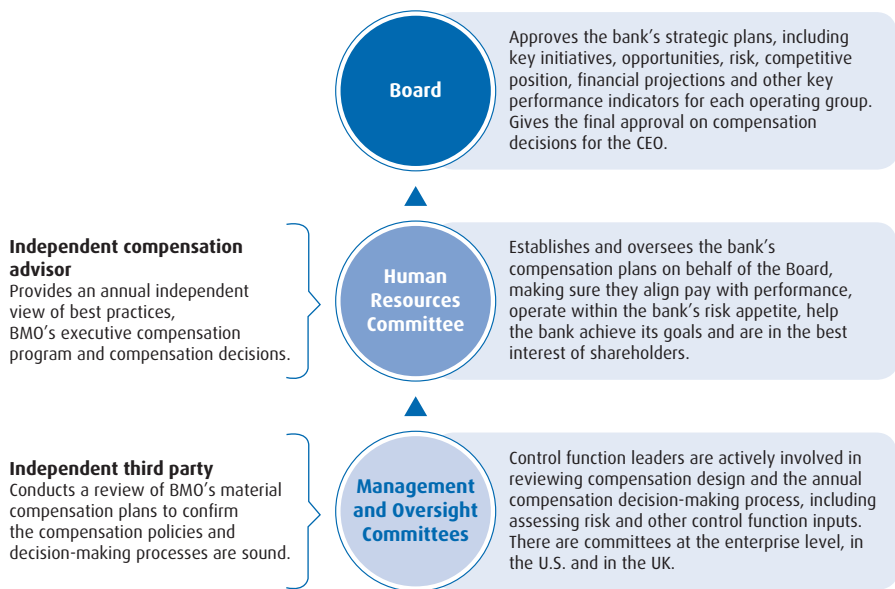 Board
Approves the bank’s strategic plans, including
key initiatives, opportunities, risk, competitive
position, financial projections and other key
performance indicators for each operating group.
Gives the final approval on compensation
decisions for the CEO.
Independent compensation
advisor
Provides an annual independent
view of best practices,
BMO’s executive compensation
program and compensation decisions.
Human
Resources
Committee
Establishes and oversees the bank’s
compensation plans on behalf of the Board,
making sure they align pay with performance,
operate within the bank’s risk appetite, help
the bank achieve its goals and are in the best
interest of shareholders.
Independent third party
Conducts a review of BMO’s material
compensation plans to confirm
the compensation policies and
decision-making processes are sound.
Management
and Oversight
Committees
Control function leaders are actively involved in
reviewing compensation design and the annual
compensation decision-making process, including
assessing risk and other control function inputs.
There are committees at the enterprise level, in
the U.S. and in the UK.